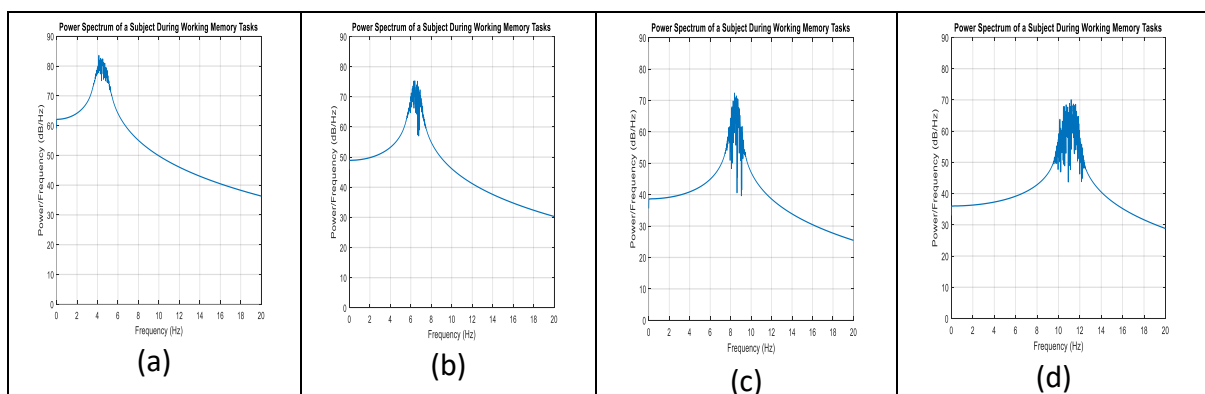 Power Spectrum of a Subject During Working Memory Tasks
90
80
70
60
50
40
30
20
10
0
Power/Frequency (dB/Hz)
0 2 4 6 8 10 12 14 16 18 20
Frequency (Hz)
(a)
Power Spectrum of a Subject During Working Memory Tasks
90
80
70
60
50
40
30
20
10
0
Power/Frequency (dB/Hz)
0 2 4 6 8 10 12 14 16 18 20
Frequency (Hz)
(b)
Power Spectrum of a Subject During Working Memory Tasks
90
80
70
60
50
40
30
20
10
0
Power/Frequency (dB/Hz)
0 2 4 6 8 10 12 14 16 18 20
Frequency (Hz)
(c)
Power Spectrum of a Subject During Working Memory Tasks
90
80
70
60
50
40
30
20
10
0
Power/Frequency (dB/Hz)
0 2 4 6 8 10 12 14 16 18 20
Frequency (Hz)
(d)